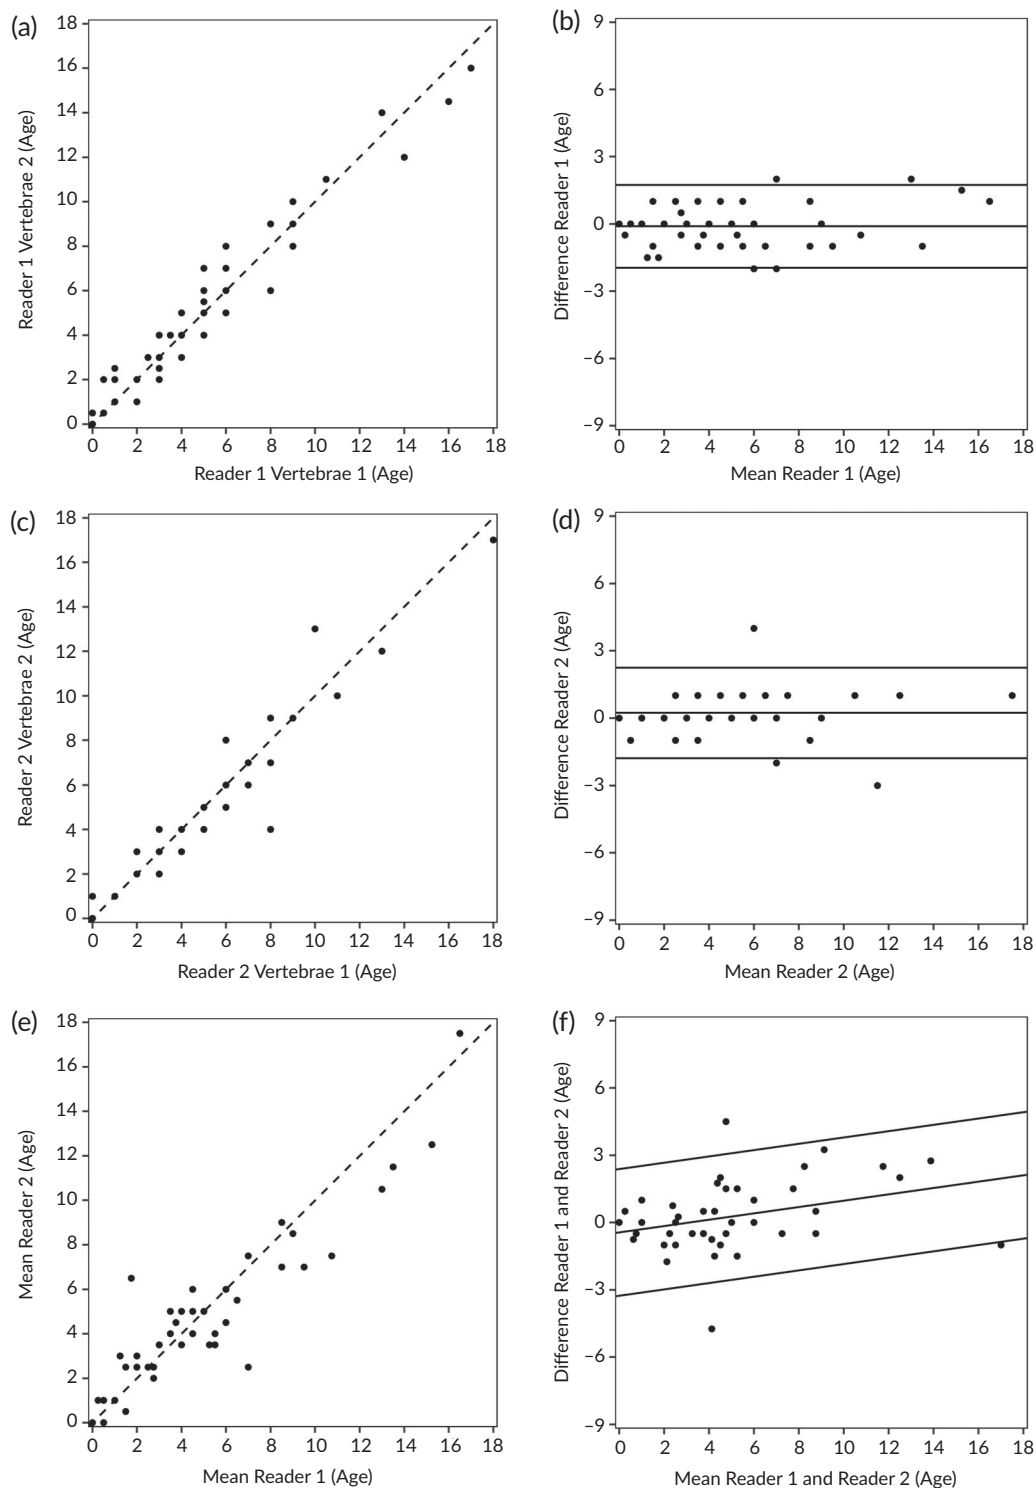 (a)
18
16
14
12
10
8
6
4
2
0
Reader 1 Vertebrae 2 (Age)
0 2 4 6 8 10 12 14 16 18
Reader 1 Vertebrae 1 (Age)
(b)
9
6
3
0
−3
−6
−9
Difference Reader 1 (Age)
0 2 4 6 8 10 12 14 16 18
Mean Reader 1 (Age)
(c)
18
16
14
12
10
8
6
4
2
0
Reader 2 Vertebrae 2 (Age)
0 2 4 6 8 10 12 14 16 18
Reader 2 Vertebrae 1 (Age)
(d)
9
6
3
0
−3
−6
−9
Difference Reader 2 (Age)
0 2 4 6 8 10 12 14 16 18
Mean Reader 2 (Age)
(e)
18
16
14
12
10
8
6
4
2
0
Mean Reader 2 (Age)
0 2 4 6 8 10 12 14 16 18
Mean Reader 1 (Age)
(f)
9
6
3
0
−3
−6
−9
Difference Reader 1 and Reader 2 (Age)
0 2 4 6 8 10 12 14 16 18
Mean Reader 1 and Reader 2 (Age)